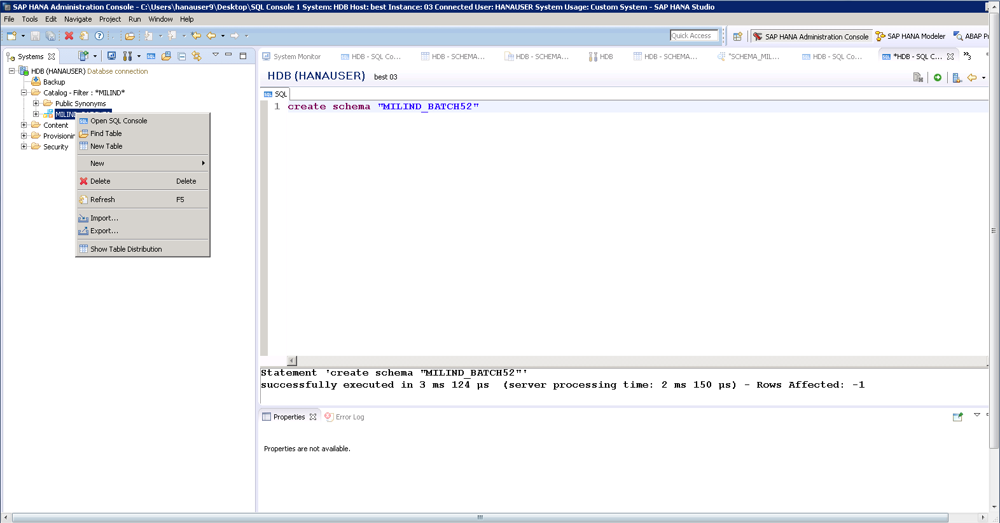 SAP HANA Administration Console - C:\Users\hanauser9\Desktop\SQL Console 1 System: HDB Host: best Instance: 03 Connected User: HANAUSER System Usage: Custom System - SAP HANA Studio
File Tools Edit Navigate Project Run Window Help
Quick Access
SAP HANA Administration Console
SAP HANA Modeler
ABAP
Systems
System Monitor
HDB - SQL Co...
HDB - SCHEMA...
HDB - SCHEMA...
HDB
HDB - SCHEMA...
"SCHEMA_MIL...
HDB - SQL Co...
*HDB - SQL C...
»3
HDB (HANAUSER) Databse connection
Backup
Catalog - Filter : *MILIND*
Public Synonyms
Content
Security
HDB (HANAUSER) best 03
SQL
1 create schema "MILIND_BATCH52"
Open SQL Console
Find Table
New Table
New
Delete Delete
Refresh F5
Import...
Export...
Show Table Distribution
Statement 'create schema "MILIND_BATCH52"'
successfully executed in 3 ms 124 µs (server processing time: 2 ms 150 µs) - Rows Affected: -1
Properties
Error Log
Properties are not available.